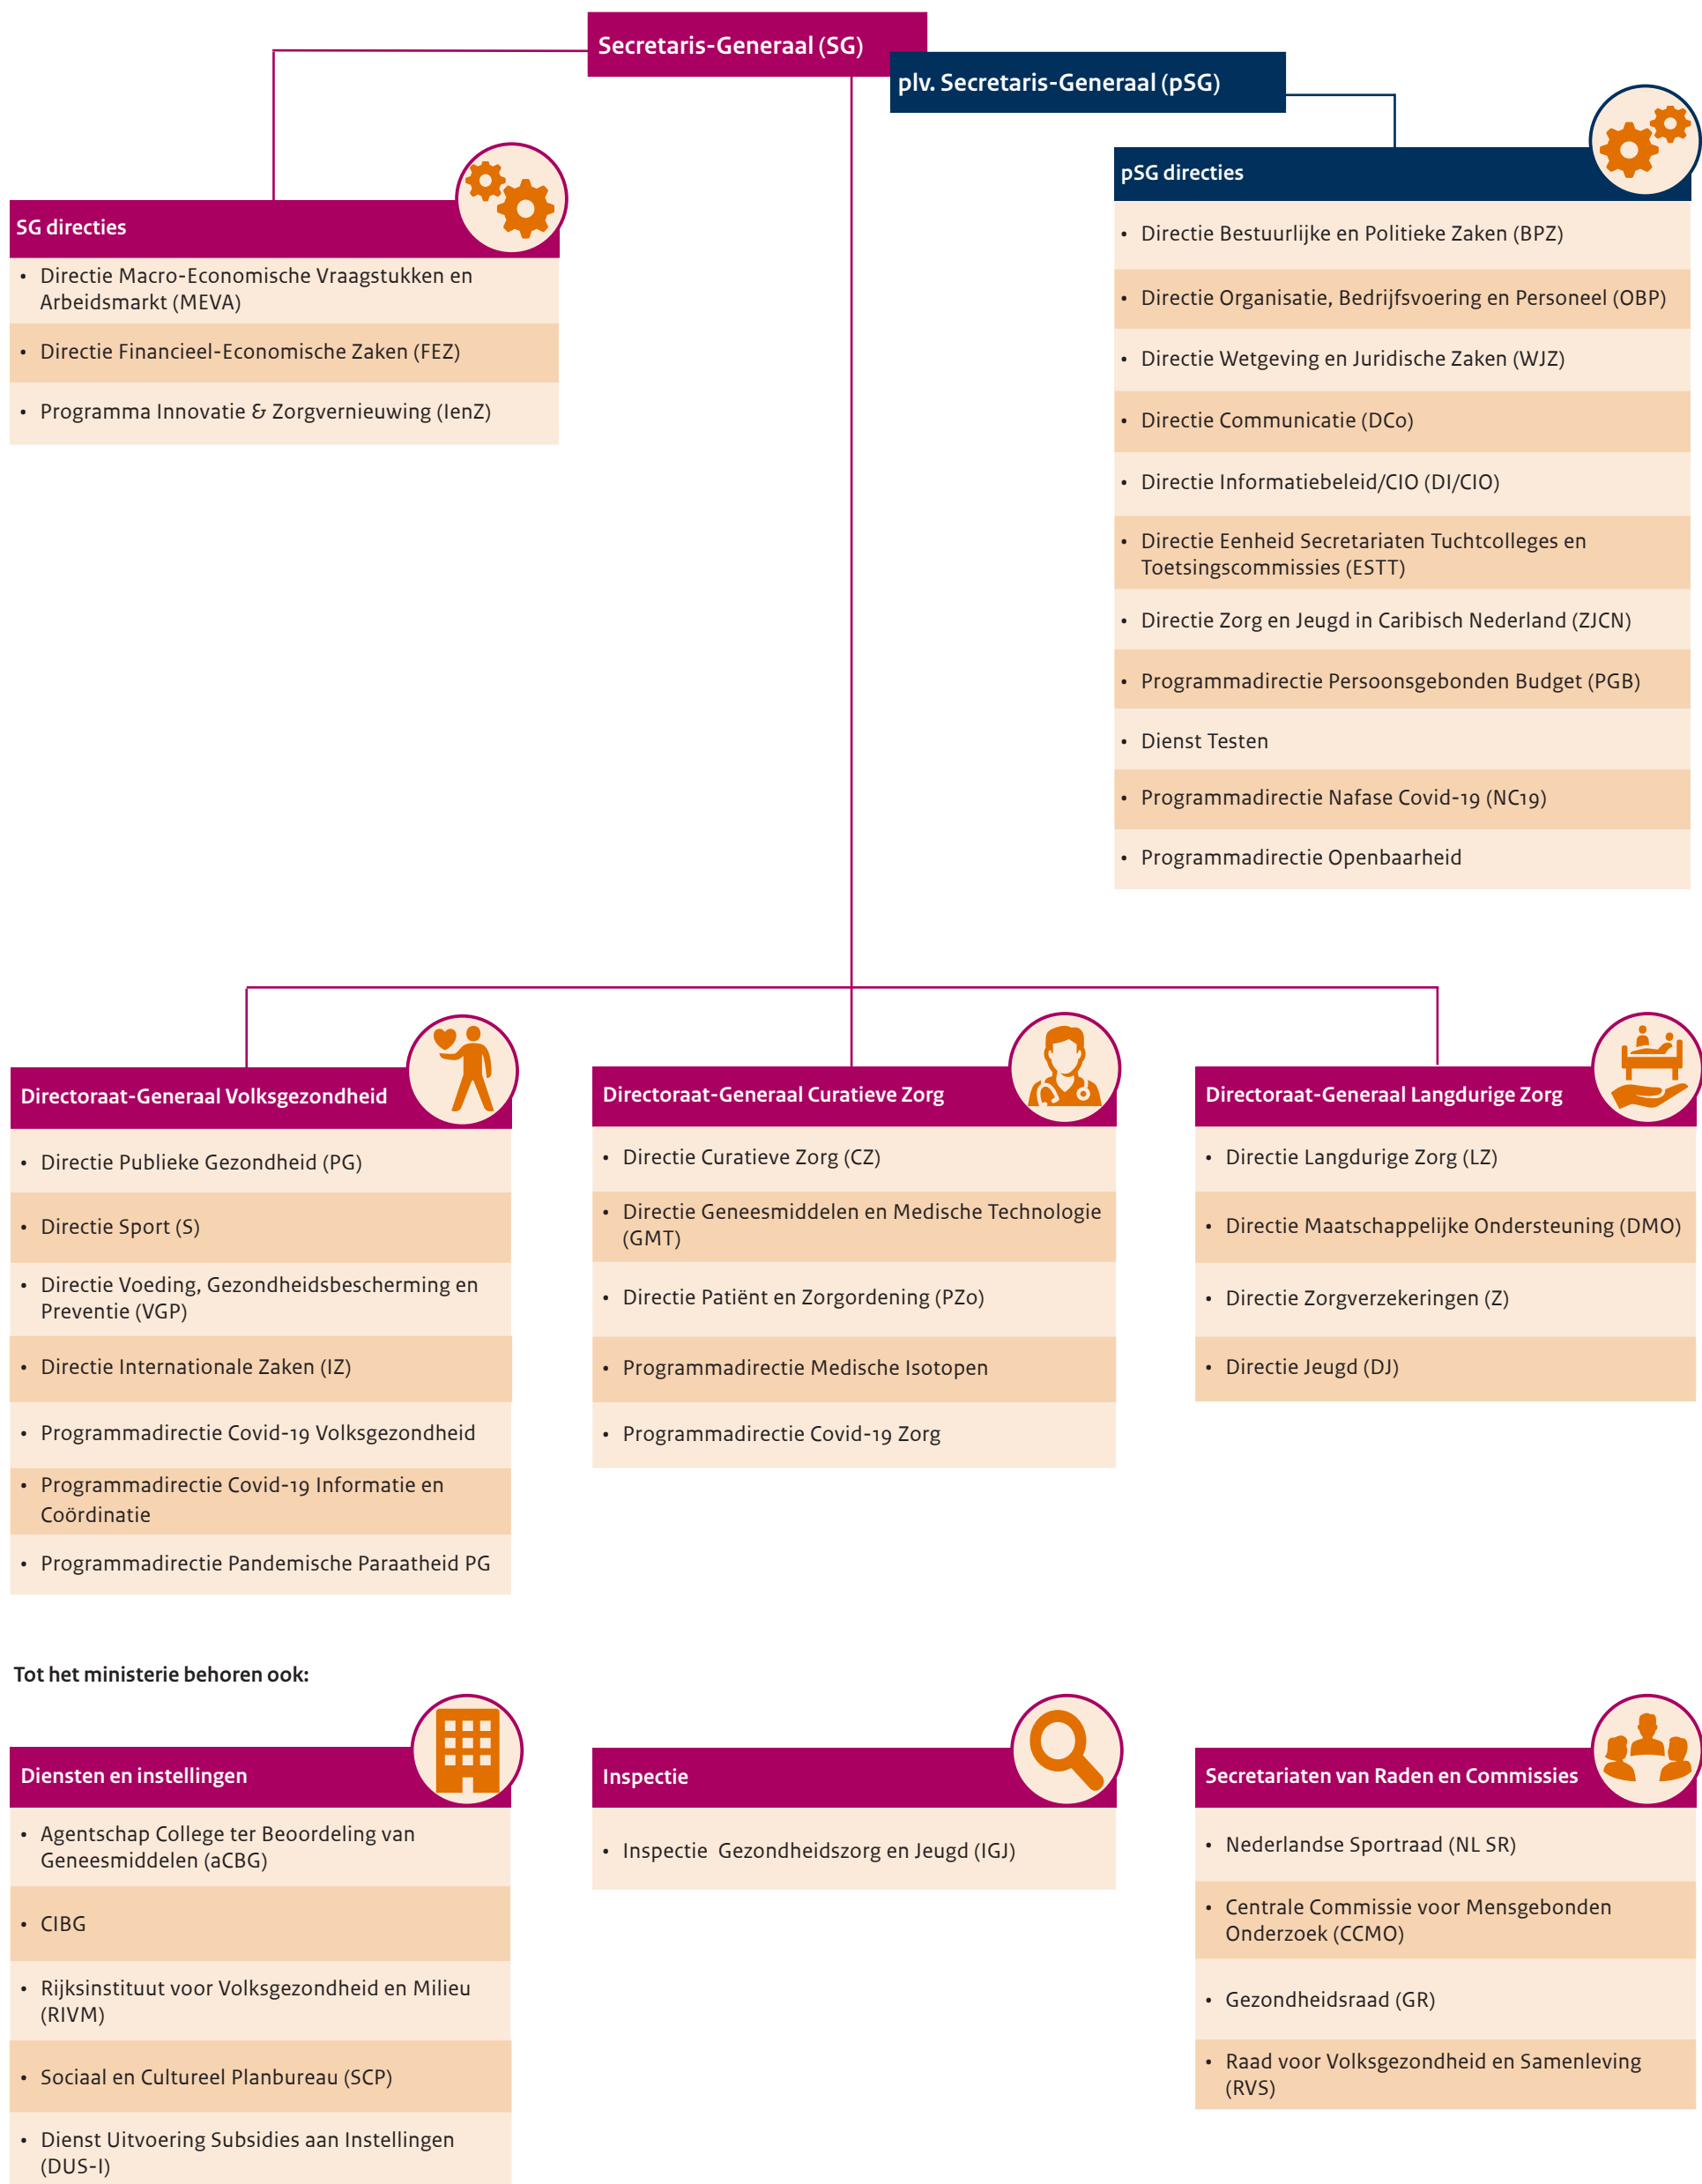 Secretaris-Generaal (SG)
plv. Secretaris-Generaal (pSG)
SG directies
• Directie Macro-Economische Vraagstukken en
Arbeidsmarkt (MEVA)
• Directie Financieel-Economische Zaken (FEZ)
• Programma Innovatie & Zorgvernieuwing (IenZ)
pSG directies
• Directie Bestuurlijke en Politieke Zaken (BPZ)
• Directie Organisatie, Bedrijfsvoering en Personeel (OBP)
• Directie Wetgeving en Juridische Zaken (WJZ)
• Directie Communicatie (DCo)
• Directie Informatiebeleid/CIO (DI/CIO)
• Directie Eenheid Secretariaten Tuchtcolleges en
Toetsingscommissies (ESTT)
• Directie Zorg en Jeugd in Caribisch Nederland (ZJCN)
• Programmadirectie Persoonsgebonden Budget (PGB)
• Dienst Testen
• Programmadirectie Nafase Covid-19 (NC19)
• Programmadirectie Openbaarheid
Directoraat-Generaal Volksgezondheid
• Directie Publieke Gezondheid (PG)
• Directie Sport (S)
• Directie Voeding, Gezondheidsbescherming en
Preventie (VGP)
• Directie Internationale Zaken (IZ)
• Programmadirectie Covid-19 Volksgezondheid
• Programmadirectie Covid-19 Informatie en
Coördinatie
• Programmadirectie Pandemische Paraatheid PG
Directoraat-Generaal Curatieve Zorg
• Directie Curatieve Zorg (CZ)
• Directie Geneesmiddelen en Medische Technologie
(GMT)
• Directie Patiënt en Zorgordening (PZo)
• Programmadirectie Medische Isotopen
• Programmadirectie Covid-19 Zorg
Directoraat-Generaal Langdurige Zorg
• Directie Langdurige Zorg (LZ)
• Directie Maatschappelijke Ondersteuning (DMO)
• Directie Zorgverzekeringen (Z)
• Directie Jeugd (DJ)
Tot het ministerie behoren ook:
Diensten en instellingen
• Agentschap College ter Beoordeling van
Geneesmiddelen (aCBG)
• CIBG
• Rijksinstituut voor Volksgezondheid en Milieu
(RIVM)
• Sociaal en Cultureel Planbureau (SCP)
• Dienst Uitvoering Subsidies aan Instellingen
(DUS-I)
Inspectie
• Inspectie Gezondheidszorg en Jeugd (IGJ)
Secretariaten van Raden en Commissies
• Nederlandse Sportraad (NL SR)
• Centrale Commissie voor Mensgebonden
Onderzoek (CCMO)
• Gezondheidsraad (GR)
• Raad voor Volksgezondheid en Samenleving
(RVS)